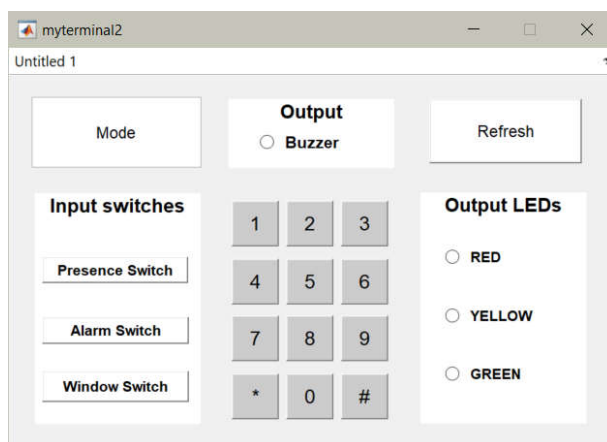 myterminal2
Untitled 1
Mode
Output
Buzzer
Refresh
Input switches
Presence Switch
Alarm Switch
Window Switch
1 2 3
4 5 6
7 8 9
* 0 #
Output LEDs
RED
YELLOW
GREEN